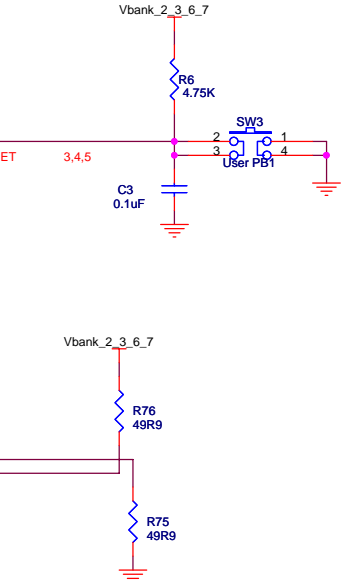 Vbank_2_3_6_7
R6
4.75K
SW3
2 1
ET 3,4,5
3 4
User PB1
C3
0.1uF
Vbank_2_3_6_7
R76
49R9
R75
49R9